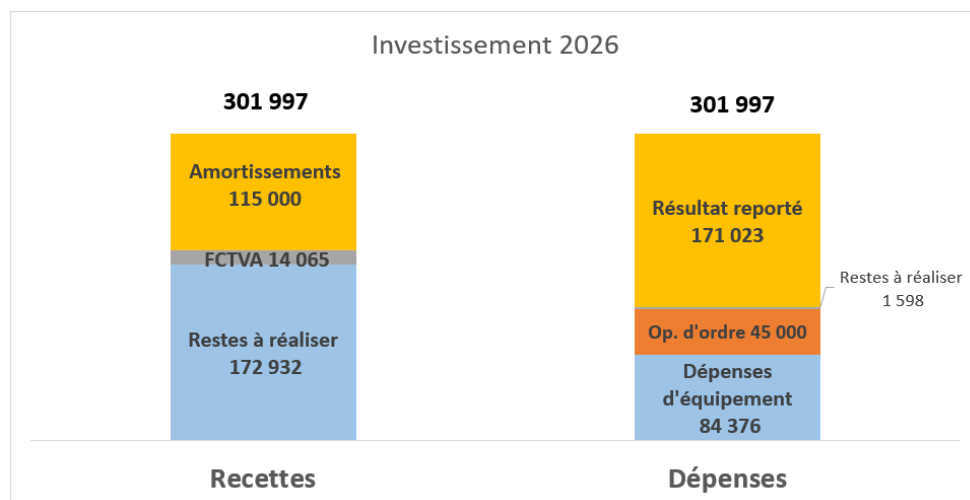 Investissement 2026
301 997
Amortissements
115 000
FCTVA 14 065
Restes à réaliser
172 932
Recettes
301 997
Résultat reporté
171 023
Restes à réaliser
1 598
Op. d'ordre 45 000
Dépenses
d'équipement
84 376
Dépenses